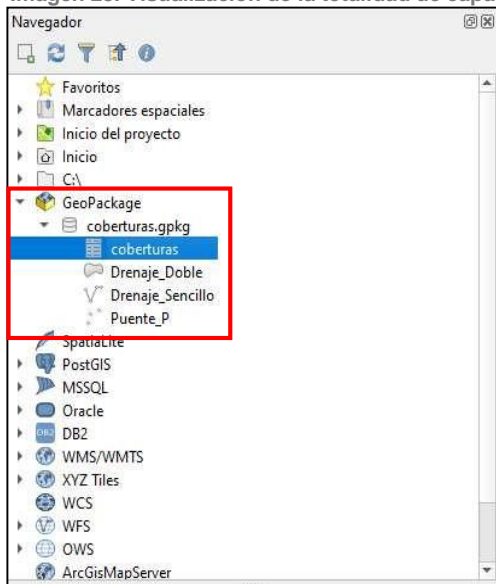 Navegador
Favoritos
Marcadores espaciales
Inicio del proyecto
Inicio
C:\
GeoPackage
coberturas.gpkg
coberturas
Drenaje_Doble
Drenaje_Sencillo
Puente_P
SpatiaLite
PostGIS
MSSQL
Oracle
DB2
WMS/WMTS
XYZ Tiles
WCS
WFS
OWS
ArcGisMapServer